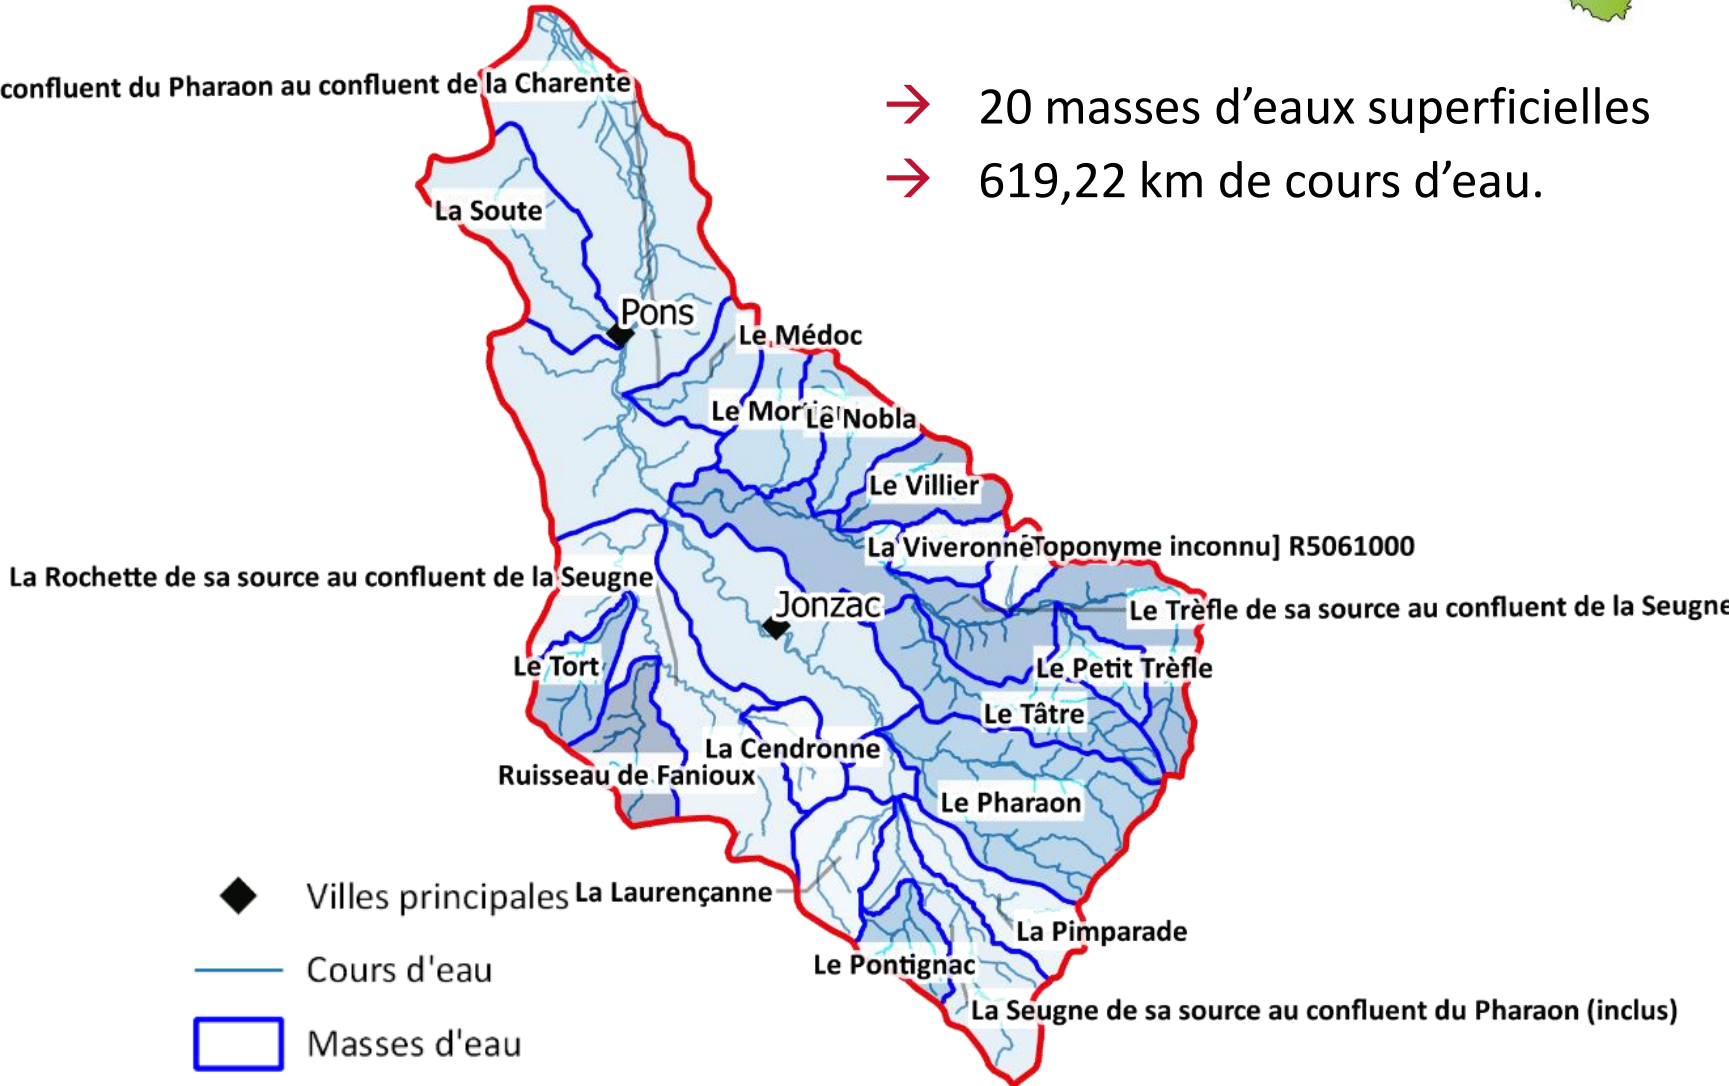 confluent du Pharaon au confluent de la Charente
→ 20 masses d’eaux superficielles
→ 619,22 km de cours d’eau.
La Soute
Pons
Le Médoc
Le Mortier
Le Nobla
Le Villier
La Viveronne
Toponyme inconnu] R5061000
La Rochette de sa source au confluent de la Seugne
Jonzac
Le Trèfle de sa source au confluent de la Seugne
Le Tort
Le Petit Trèfle
Le Tâtre
La Cendronne
Ruisseau de Fanioux
Le Pharaon
Villes principales
La Laurençanne
La Pimparade
Le Pontignac
Cours d'eau
La Seugne de sa source au confluent du Pharaon (inclus)
Masses d'eau